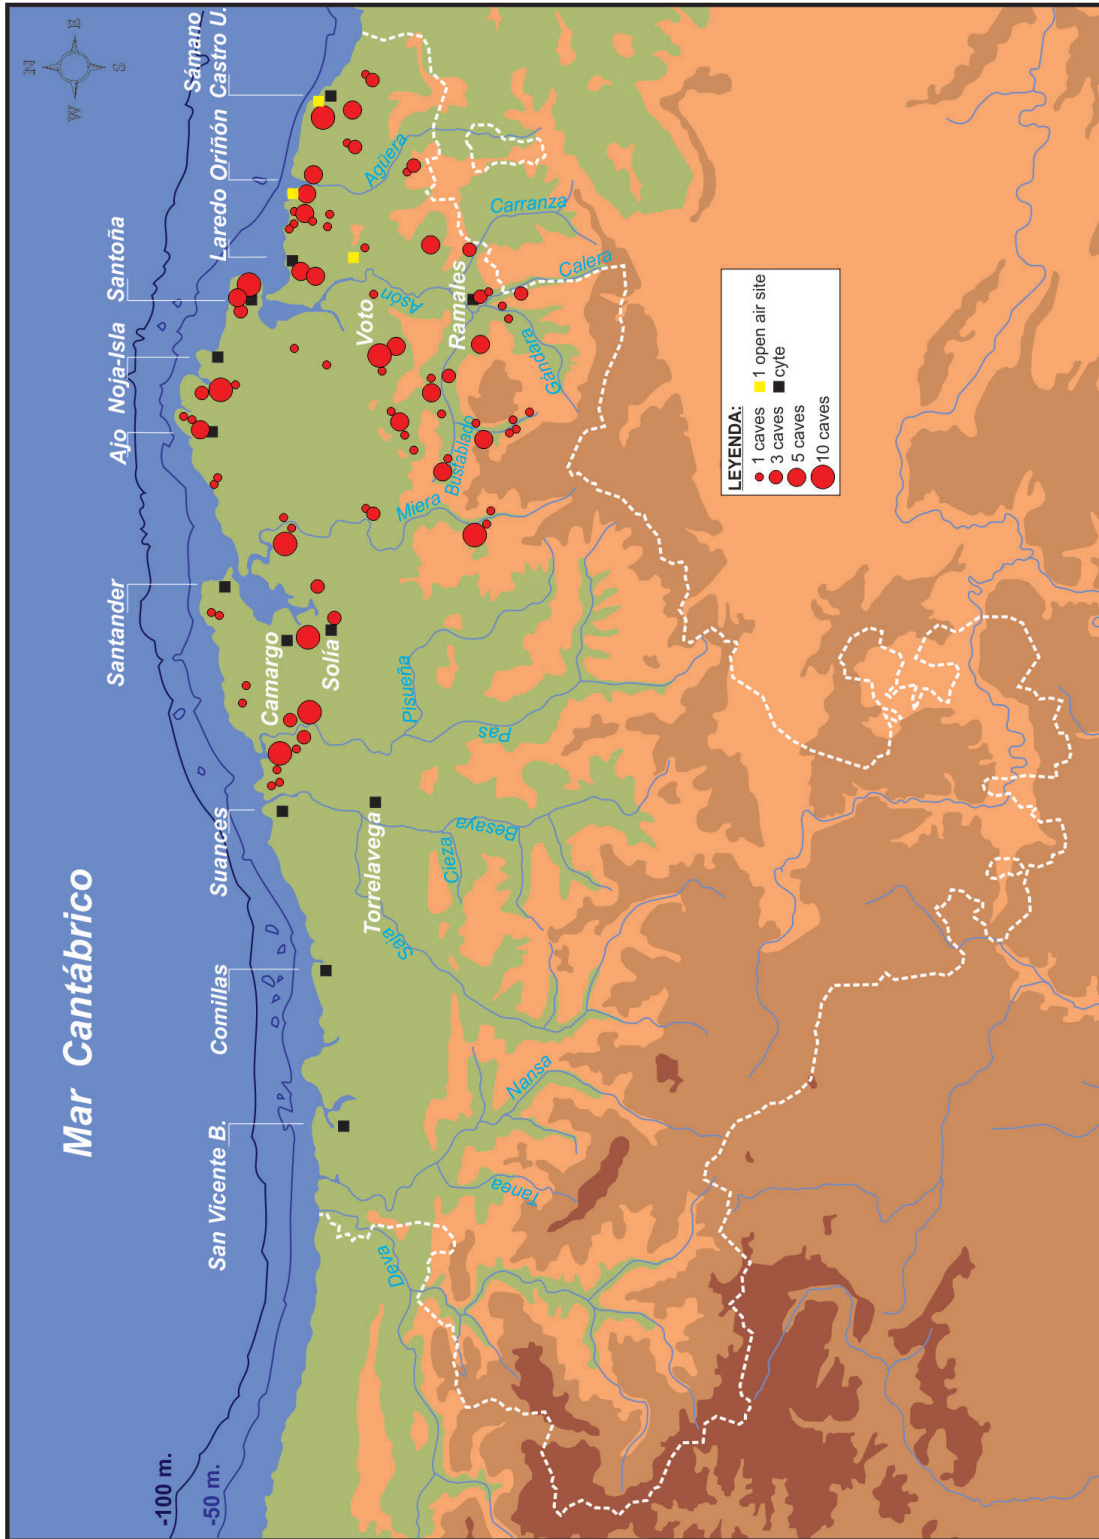 Mar Cantábrico
-100 m.
-50 m.
N
E
S
W
San Vicente B.
Comillas
Suances
Santander
Ajo
Noja-Isla
Santoña
Laredo
Oriñón
Castro U.
Sámano
Camargo
Solía
Torrelavega
Voto
Ramales
Deva
Tanea
Nansa
Saja
Cieza
Besaya
Pas
Pisueña
Miera
Bustablado
Asón
Gándara
Calera
Carranza
Agüera
LEYENDA:
1 caves
3 caves
5 caves
10 caves
1 open air site
cyte